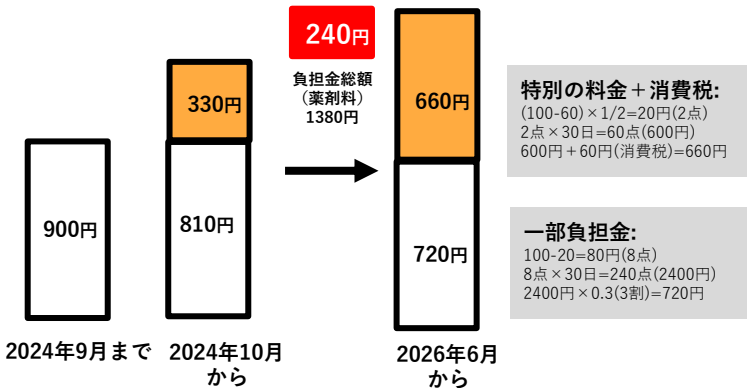 240円
負担金総額
（薬剤料）
1380円
900円
330円
810円
660円
720円
2024年9月まで
2024年10月
から
2026年6月
から
特別の料金＋消費税:
(100-60)×1/2=20円(2点)
2点×30日=60点(600円)
600円＋60円(消費税)=660円
一部負担金:
100-20=80円(8点)
8点×30日=240点(2400円)
2400円×0.3(3割)=720円